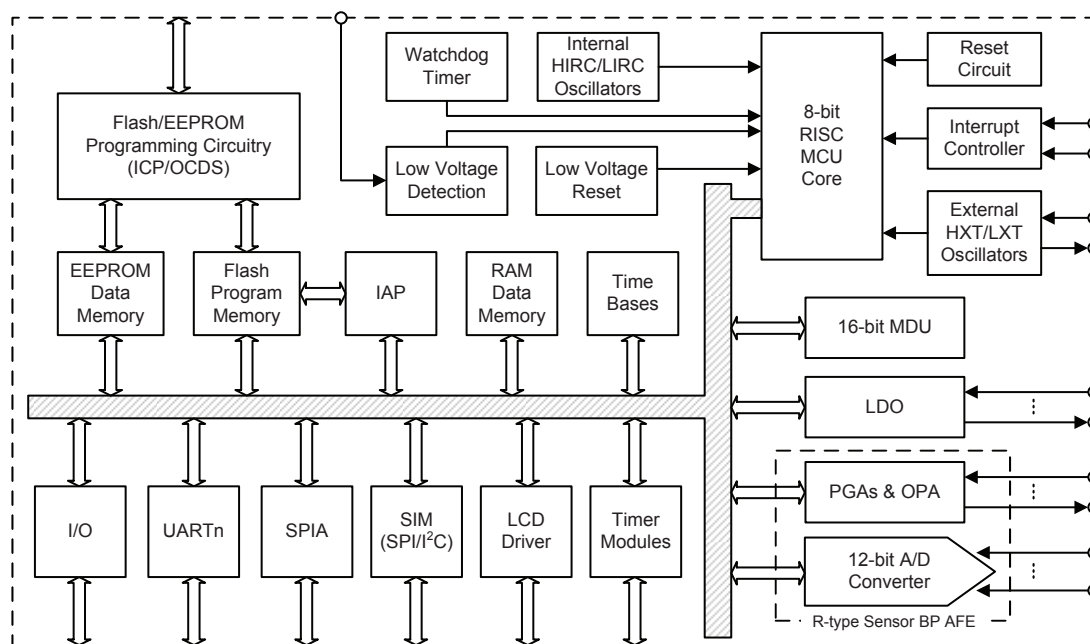 Watchdog
Timer
Internal
HIRC/LIRC
Oscillators
8-bit
RISC
MCU
Core
Reset
Circuit
Flash/EEPROM
Programming Circuitry
(ICP/OCDS)
Low Voltage
Detection
Low Voltage
Reset
Interrupt
Controller
External
HXT/LXT
Oscillators
EEPROM
Data
Memory
Flash
Program
Memory
IAP
RAM
Data
Memory
Time
Bases
16-bit MDU
LDO
PGAs & OPA
12-bit A/D
Converter
R-type Sensor BP AFE
I/O
UARTn
SPIA
SIM
(SPI/I²C)
LCD
Driver
Timer
Modules